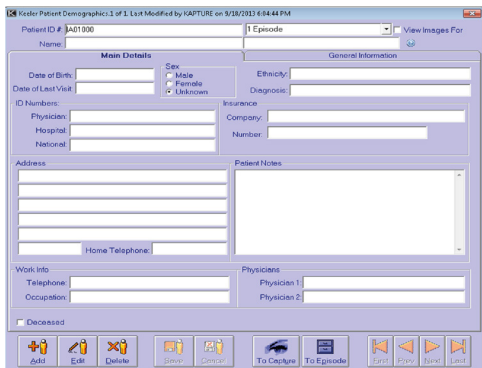 Keeler Patient Demographics.1 of 1. Last Modified by KAPTURE on 9/18/2013 6:04:44 PM
Patient ID #: IA01000 1 Episode View Images For
Name:
Main Details General Information
Date of Birth: Sex Male Ethnicity:
Female
Date of Last Visit Unknown Diagnosis:
ID Numbers: Insurance
Physician: Company:
Hospital: Number:
National:
Address Patient Notes
Home Telephone:
Work Info Physicians
Telephone: Physician 1:
Occupation: Physician 2:
Deceased
Add Edit Delete Save Cancel To Capture To Episode First Prev Next Last